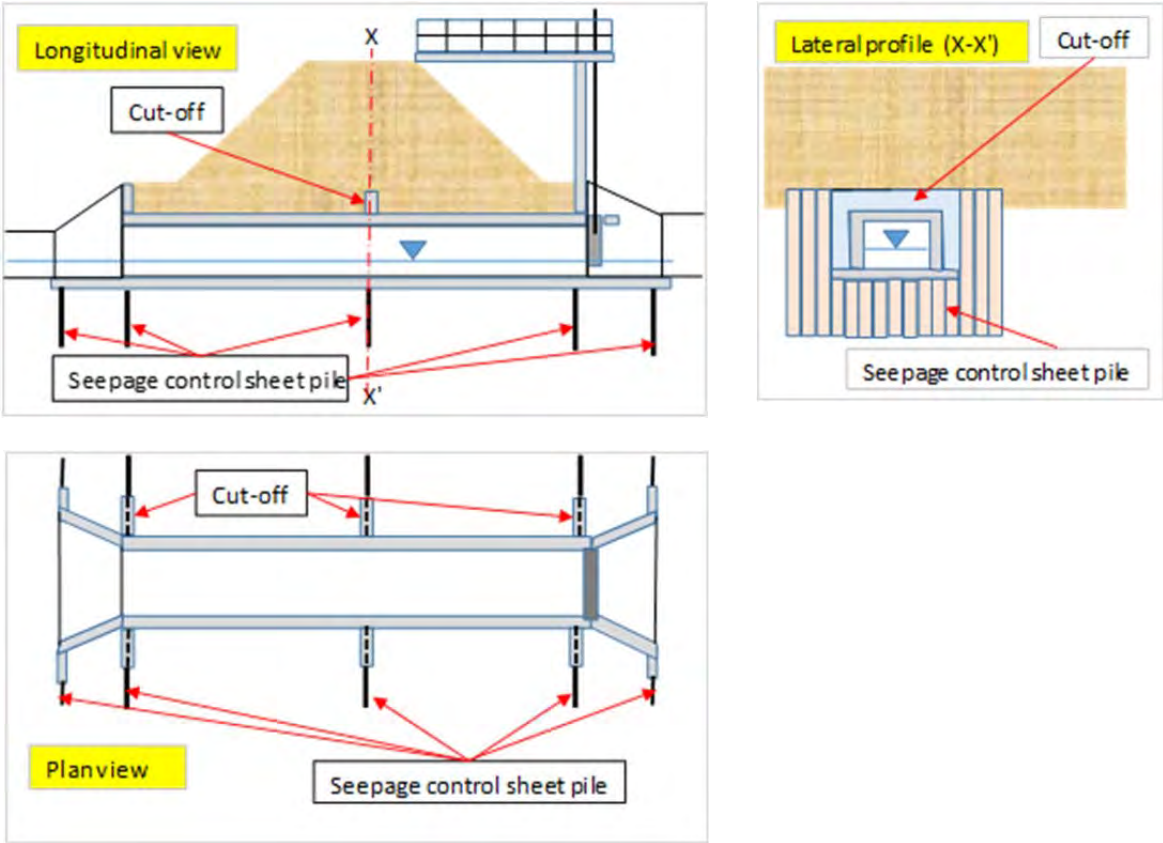 Longitudinal view
X
Cut-off
Seepage control sheet pile
X'
Lateral profile (X-X')
Cut-off
Seepage control sheet pile
Cut-off
Plan view
Seepage control sheet pile